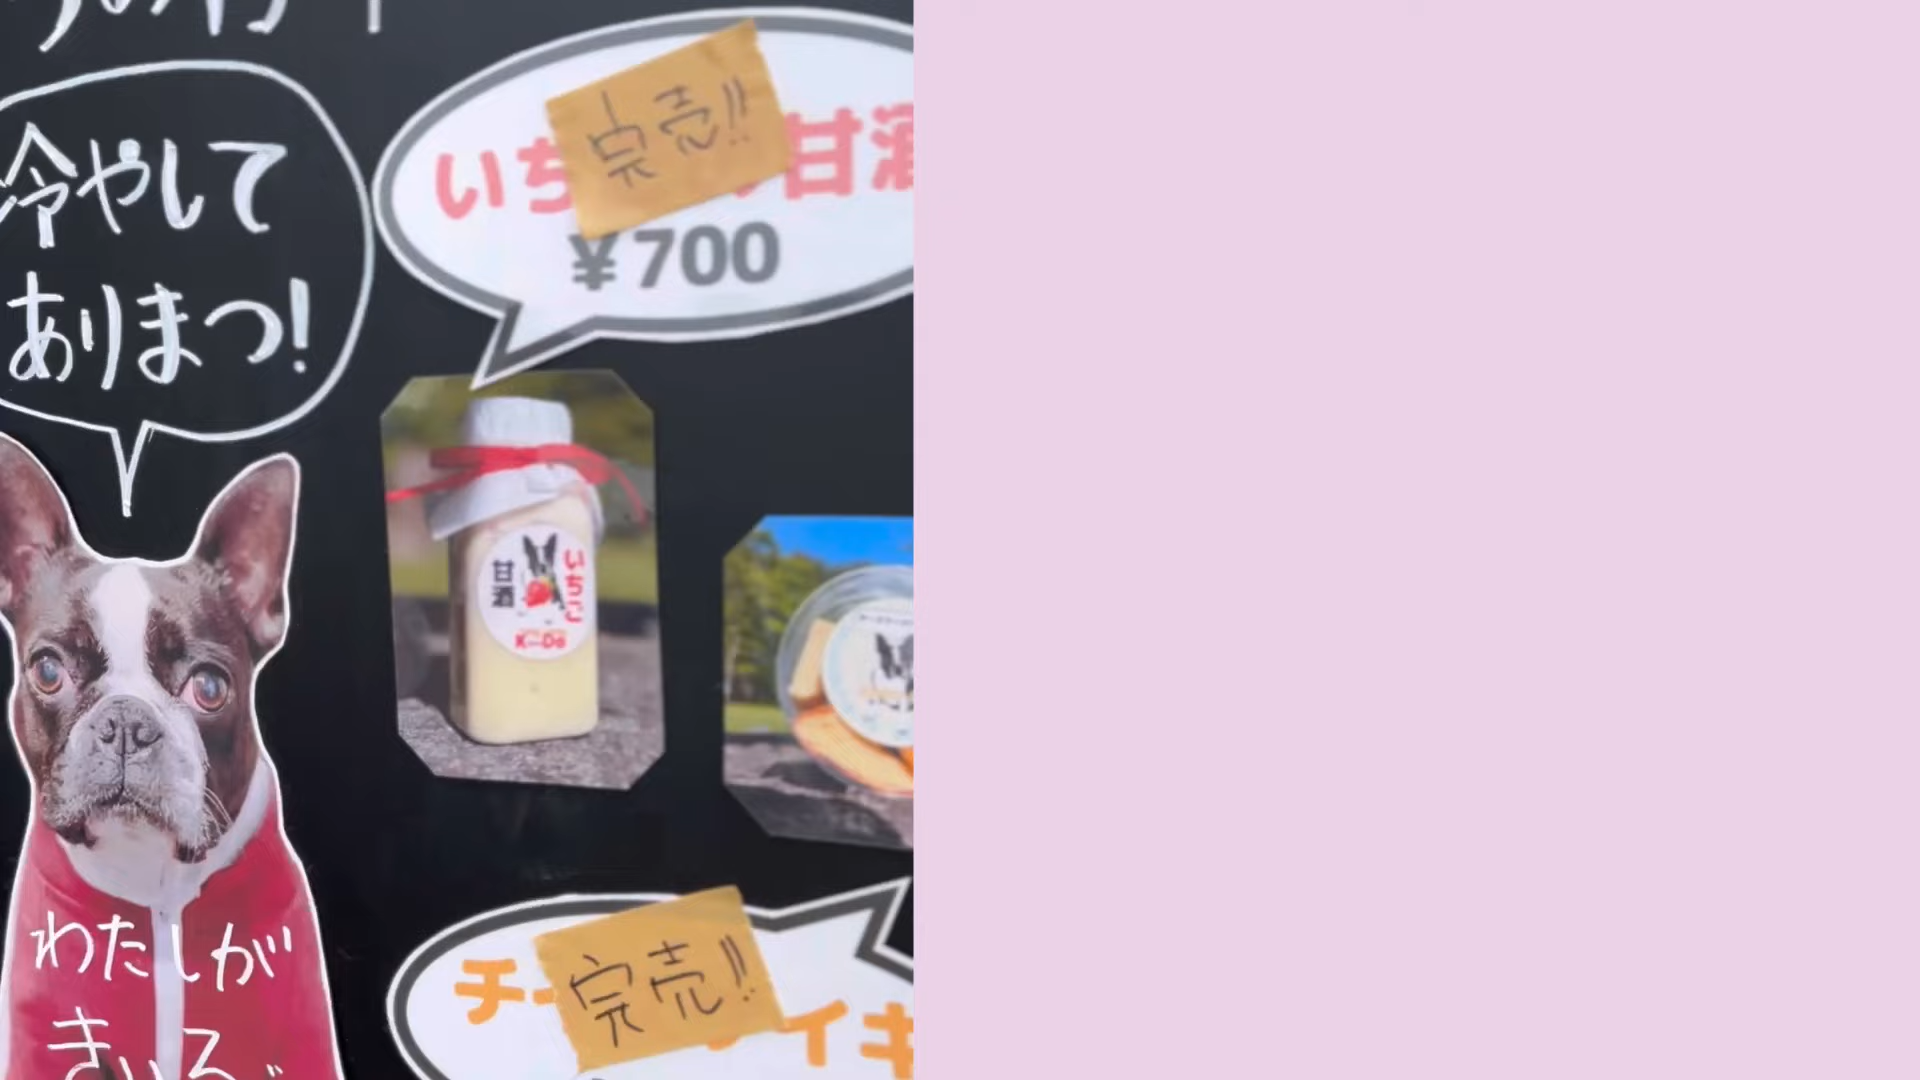 冷やして
ありまつ!
完売!!
いち
甘酒
¥700
甘酒
いちご
K-Do
わたしが
完売!!
チー
イキ